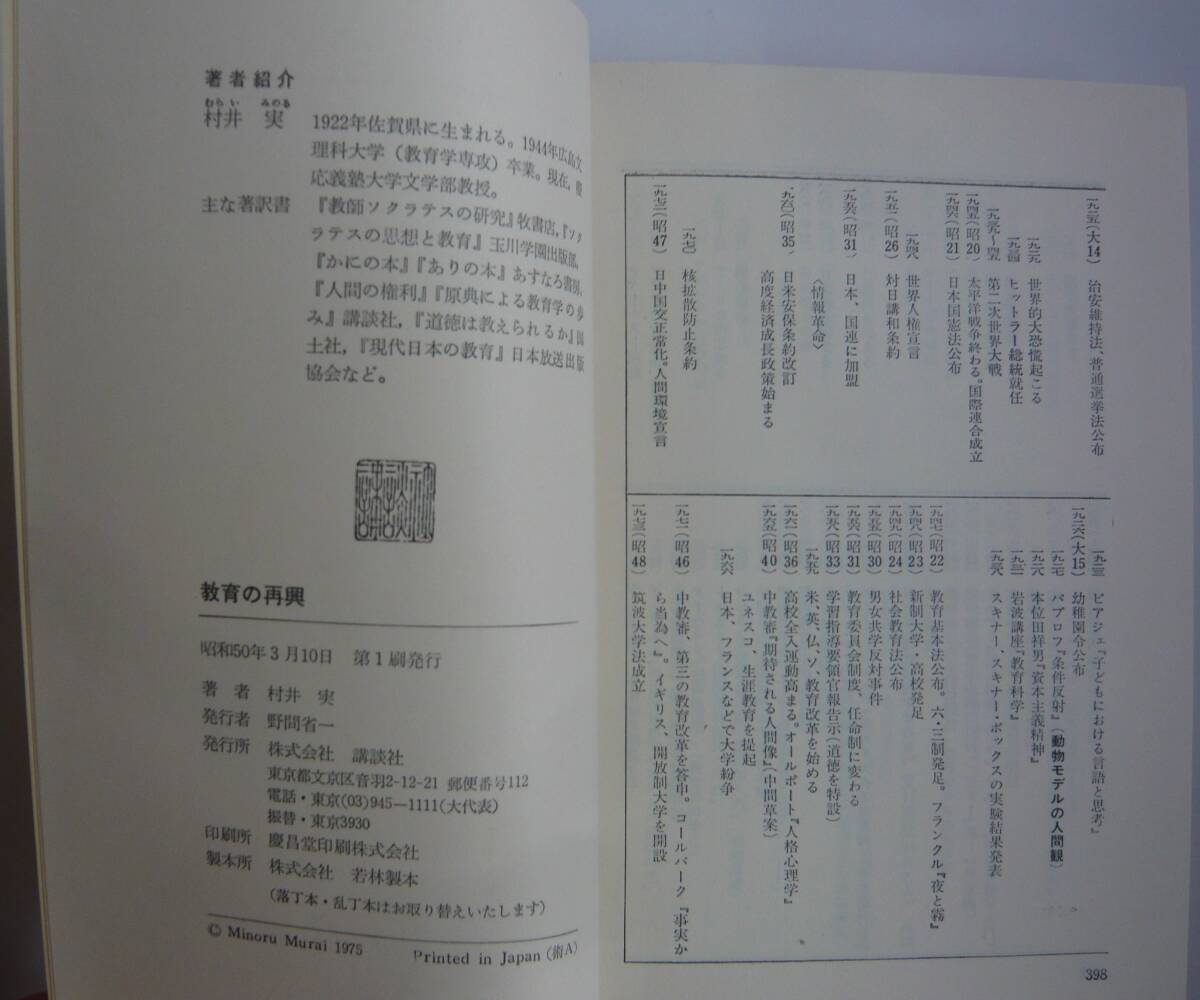 一九二五(大14) 治安維持法、普通選挙法公布
一九二九 世界的大恐慌起こる
一九三四 ヒットラー総統就任
一九三九〜四五 第二次世界大戦
一九四五(昭20) 太平洋戦争終わる。国際連合成立
一九四六(昭21) 日本国憲法公布
一九四八 世界人権宣言
一九五一(昭26) 対日講和条約
一九五六(昭31) 日本、国連に加盟
〈情報革命〉
一九六〇(昭35) 日米安保条約改訂
高度経済成長政策始まる
一九七〇 核拡散防止条約
一九七二(昭47) 日中国交正常化。人間環境宣言
一九二三 ピアジェ『子どもにおける言語と思考』
一九二六(大15) 幼稚園令公布
一九二七 パブロフ『条件反射』(動物モデルの人間観)
一九二八 本位田祥男『資本主義精神』
一九三一 岩波講座『教育科学』
一九三八 スキナー、スキナー・ボックスの実験結果発表
一九四七(昭22) 教育基本法公布。六・三制発足。フランクル『夜と霧』
一九四八(昭23) 新制大学・高校発足
一九四九(昭24) 社会教育法公布
一九五五(昭30) 男女共学反対事件
一九五六(昭31) 教育委員会制度、任命制に変わる
一九五八(昭33) 学習指導要領官報告示(道徳を特設)
一九五九 米、英、仏、ソ、教育改革を始める
一九六一(昭36) 高校全入運動高まる。オールポート『人格心理学』
一九六五(昭40) 中教審『期待される人間像』(中間草案)
ユネスコ、生涯教育を提起
一九六八 日本、フランスなどで大学紛争
一九七一(昭46) 中教審、第三の教育改革を答申。コールバーク『事実か
ら当為へ』。イギリス、開放制大学を開設
一九七三(昭48) 筑波大学法成立
398
著者紹介
むらい みのる
村井 実 1922年佐賀県に生まれる。1944年広島文
理科大学(教育学専攻)卒業。現在,慶
応義塾大学文学部教授。
主な著訳書 『教師ソクラテスの研究』牧書店,『ソク
ラテスの思想と教育』玉川学園出版部,
『かにの本』『ありの本』あすなろ書房,
『人間の権利』『原典による教育学の歩
み』講談社,『道徳は教えられるか』国
土社,『現代日本の教育』日本放送出版
協会など。
講談社
教育の再興
昭和50年3月10日 第1刷発行
著者 村井 実
発行者 野間省一
発行所 株式会社 講談社
東京都文京区音羽2-12-21 郵便番号112
電話・東京(03)945—1111(大代表)
振替・東京3930
印刷所 慶昌堂印刷株式会社
製本所 株式会社 若林製本
(落丁本・乱丁本はお取り替えいたします)
© Minoru Murai 1975
Printed in Japan (術A)